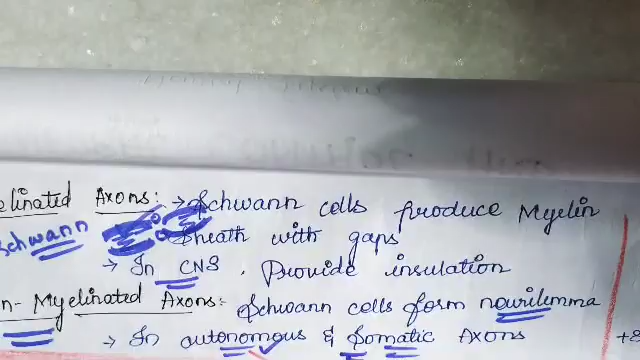 elinated Axons: → Schwann cells produce Myelin
schwann sheath with gaps
→ In CNS. Provide insulation
n-Myelinated Axons:- Schwann cells form neurilemma
→ In autonomous & Somatic Axons